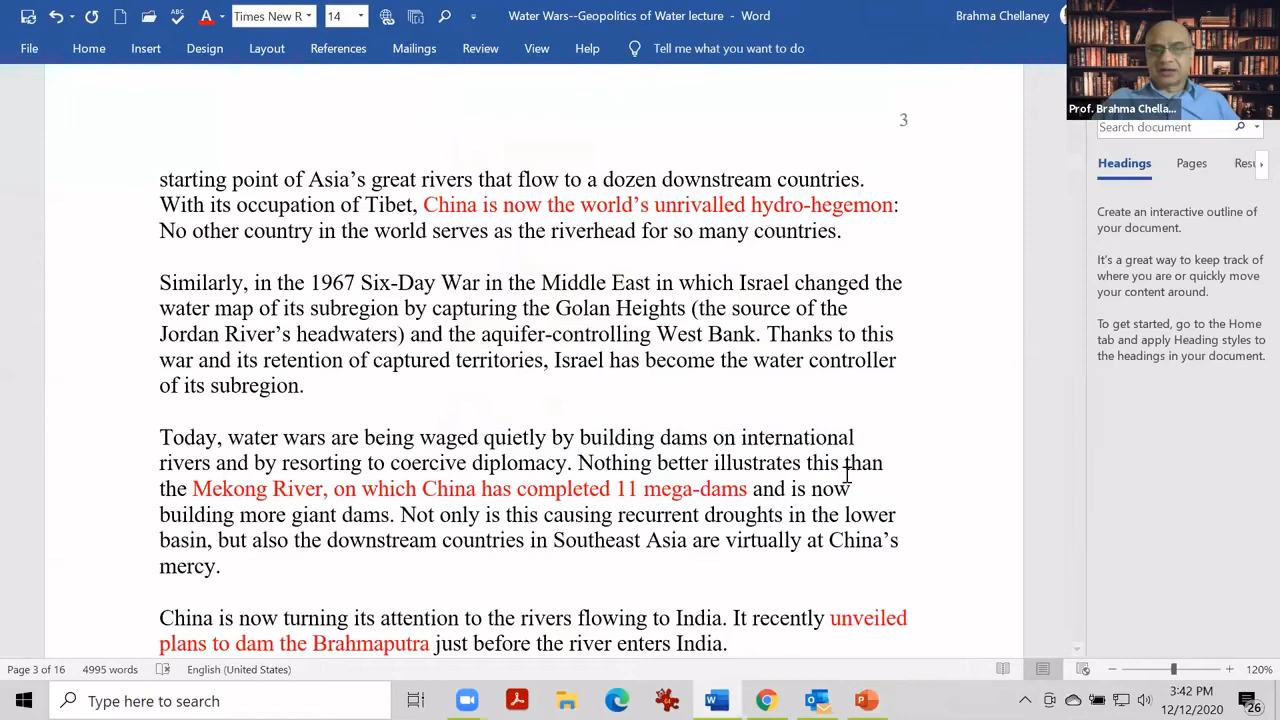 Times New R
14
Water Wars--Geopolitics of Water lecture - Word
Brahma Chellaney
File Home Insert Design Layout References Mailings Review View Help Tell me what you want to do
Prof. Brahma Chella...
3
starting point of Asia’s great rivers that flow to a dozen downstream countries.
With its occupation of Tibet, China is now the world’s unrivalled hydro-hegemon:
No other country in the world serves as the riverhead for so many countries.
Similarly, in the 1967 Six-Day War in the Middle East in which Israel changed the
water map of its subregion by capturing the Golan Heights (the source of the
Jordan River’s headwaters) and the aquifer-controlling West Bank. Thanks to this
war and its retention of captured territories, Israel has become the water controller
of its subregion.
Today, water wars are being waged quietly by building dams on international
rivers and by resorting to coercive diplomacy. Nothing better illustrates this than
the Mekong River, on which China has completed 11 mega-dams and is now
building more giant dams. Not only is this causing recurrent droughts in the lower
basin, but also the downstream countries in Southeast Asia are virtually at China’s
mercy.
China is now turning its attention to the rivers flowing to India. It recently unveiled
plans to dam the Brahmaputra just before the river enters India.
Search document
Headings Pages Resu
Create an interactive outline of
your document.
It's a great way to keep track of
where you are or quickly move
your content around.
To get started, go to the Home
tab and apply Heading styles to
the headings in your document.
Page 3 of 16 4995 words English (United States) 120%
Type here to search
3:42 PM
12/12/2020
26